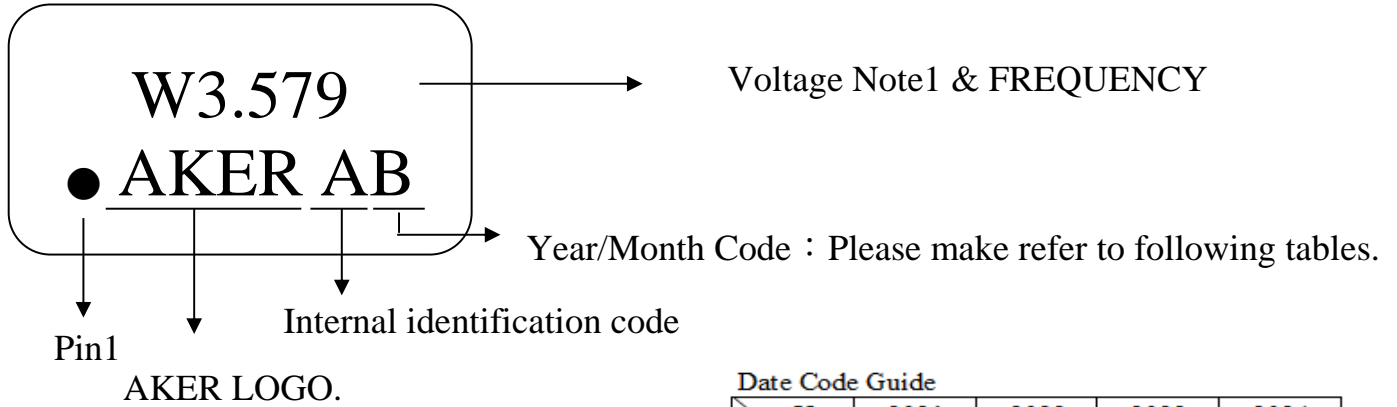 W3.579
Voltage Note1 & FREQUENCY
● AKER AB
Year/Month Code：Please make refer to following tables.
Internal identification code
Pin1
AKER LOGO.
Date Code Guide